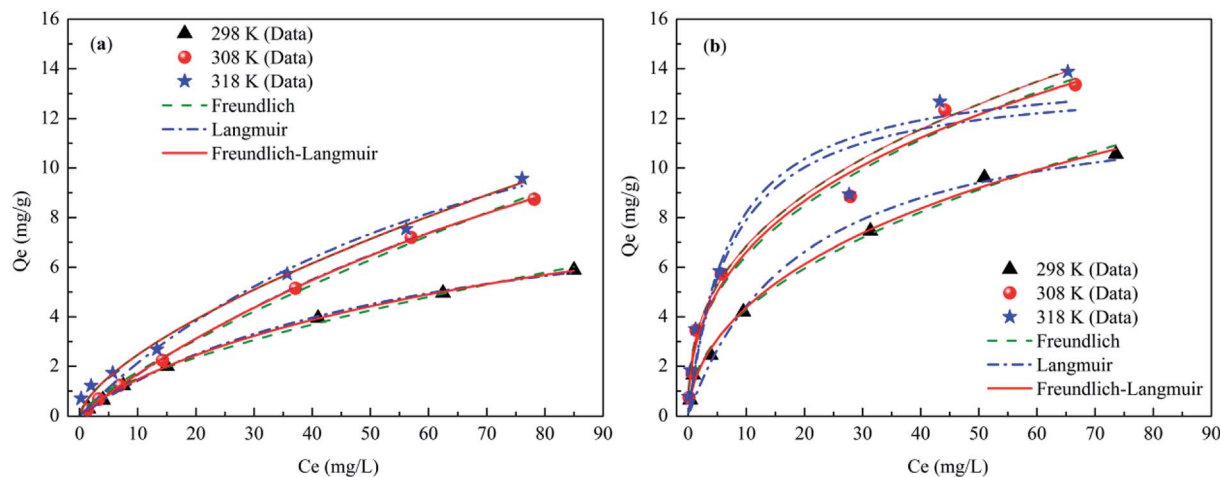 (a)
298 K (Data)
308 K (Data)
318 K (Data)
Freundlich
Langmuir
Freundlich-Langmuir
16
14
12
10
8
6
4
2
0
Qe (mg/g)
0 10 20 30 40 50 60 70 80 90
Ce (mg/L)
(b)
298 K (Data)
308 K (Data)
318 K (Data)
Freundlich
Langmuir
Freundlich-Langmuir
16
14
12
10
8
6
4
2
0
Qe (mg/g)
0 10 20 30 40 50 60 70 80 90
Ce (mg/L)